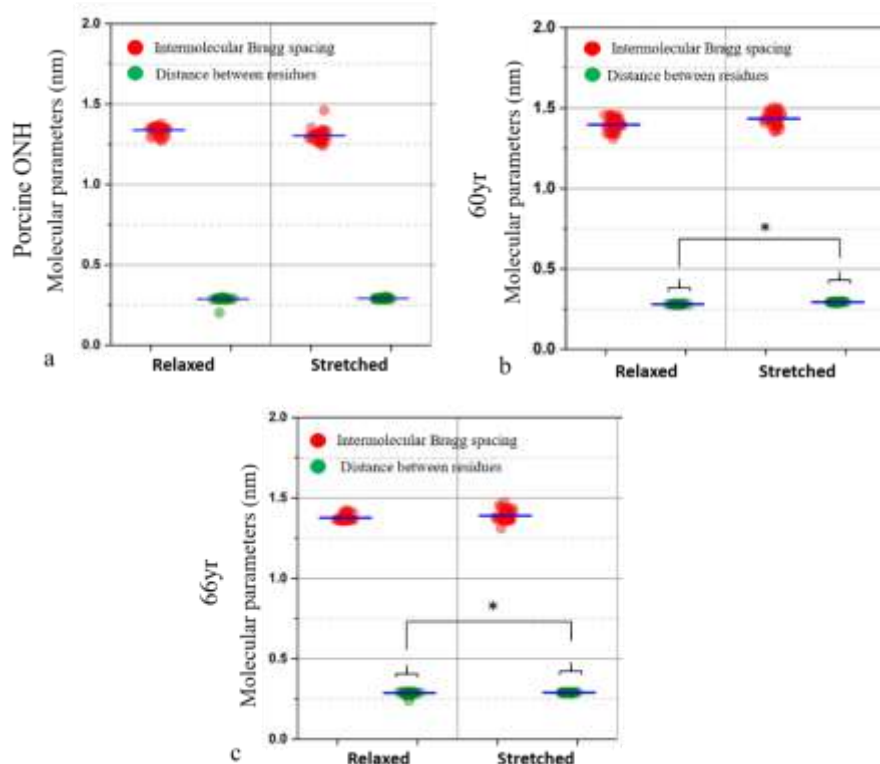 Porcine ONH
Molecular parameters (nm)
2.0
1.5
1.0
0.5
0.0
Intermolecular Bragg spacing
Distance between residues
Relaxed
Stretched
a
60yr
Molecular parameters (nm)
2.0
1.5
1.0
0.5
0.0
Intermolecular Bragg spacing
Distance between residues
*
Relaxed
Stretched
b
66yr
Molecular parameters (nm)
2.0
1.5
1.0
0.5
0.0
Intermolecular Bragg spacing
Distance between residues
*
Relaxed
Stretched
c